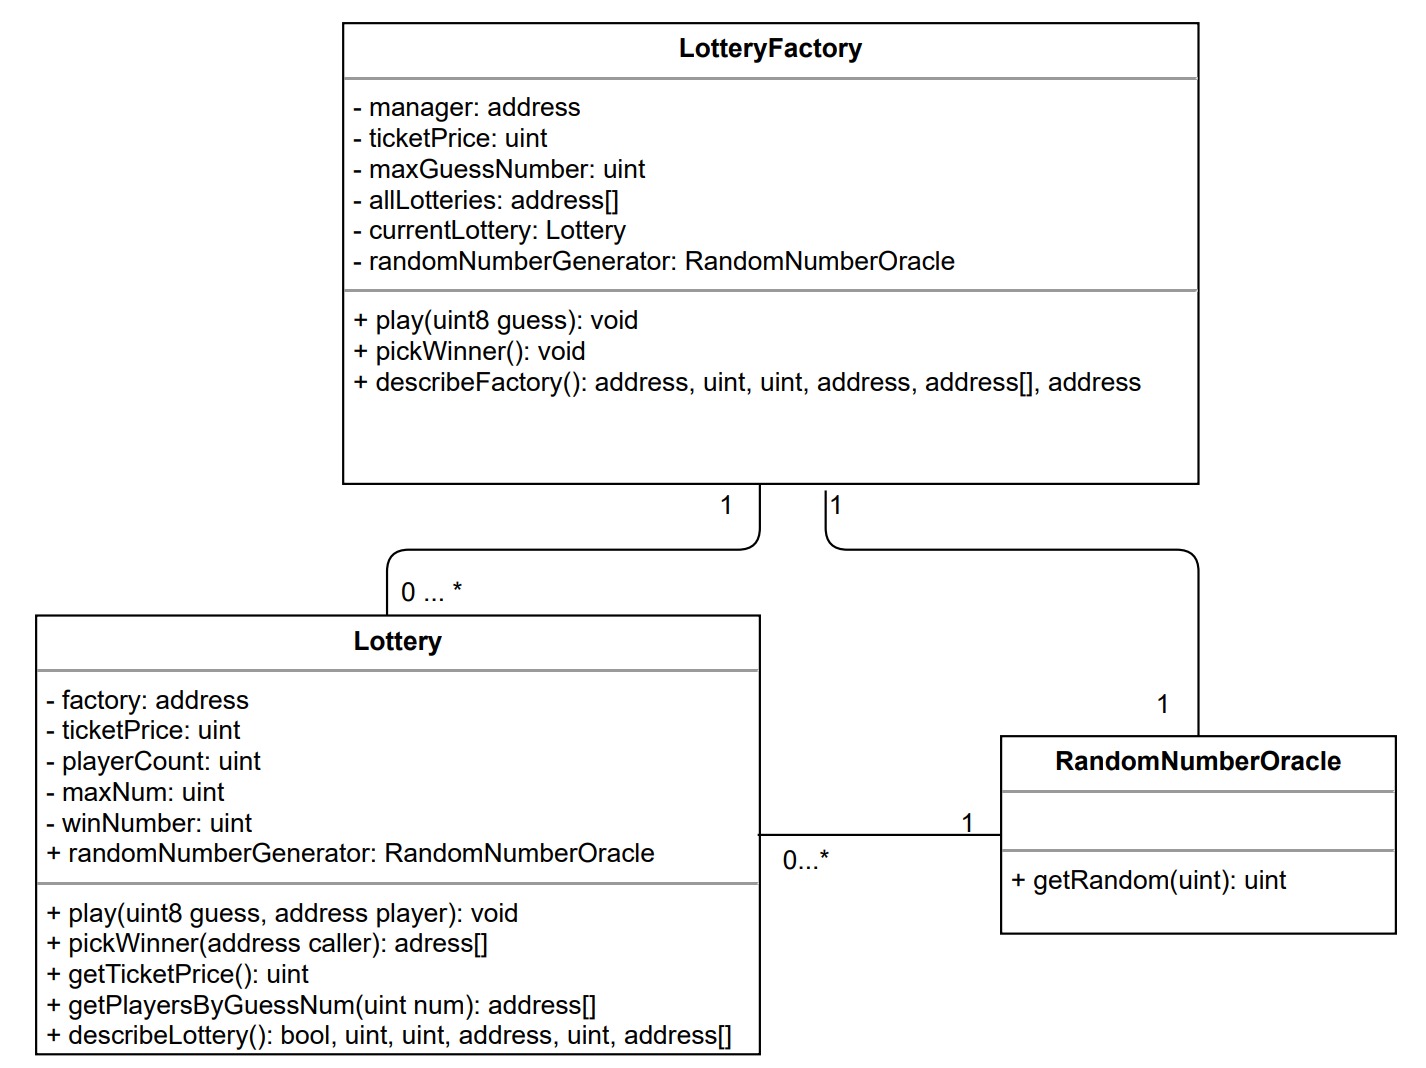 LotteryFactory
- manager: address
- ticketPrice: uint
- maxGuessNumber: uint
- allLotteries: address[]
- currentLottery: Lottery
- randomNumberGenerator: RandomNumberOracle
+ play(uint8 guess): void
+ pickWinner(): void
+ describeFactory(): address, uint, uint, address, address[], address
1
1
0 ... *
Lottery
- factory: address
- ticketPrice: uint
- playerCount: uint
- maxNum: uint
- winNumber: uint
+ randomNumberGenerator: RandomNumberOracle
+ play(uint8 guess, address player): void
+ pickWinner(address caller): adress[]
+ getTicketPrice(): uint
+ getPlayersByGuessNum(uint num): address[]
+ describeLottery(): bool, uint, uint, address, uint, address[]
1
1
0...*
RandomNumberOracle
+ getRandom(uint): uint